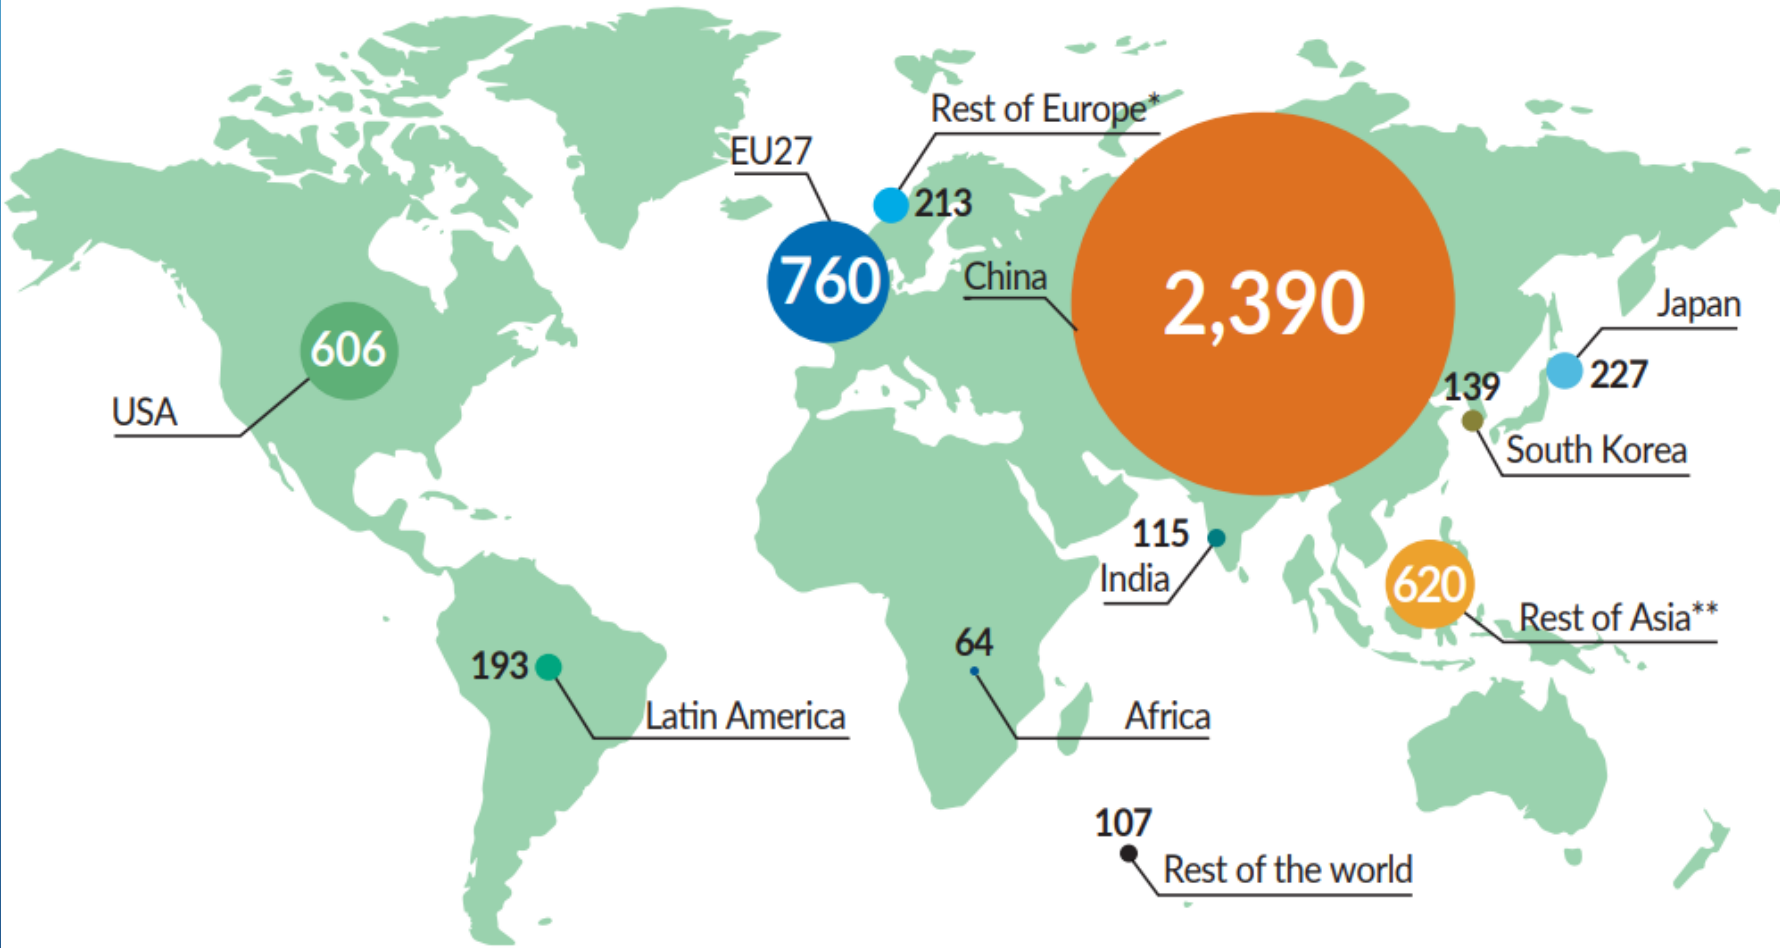 Rest of Europe*
EU27
213
760
China
2,390
Japan
606
227
139
USA
South Korea
115
India
620
Rest of Asia**
64
193
Latin America
Africa
107
Rest of the world